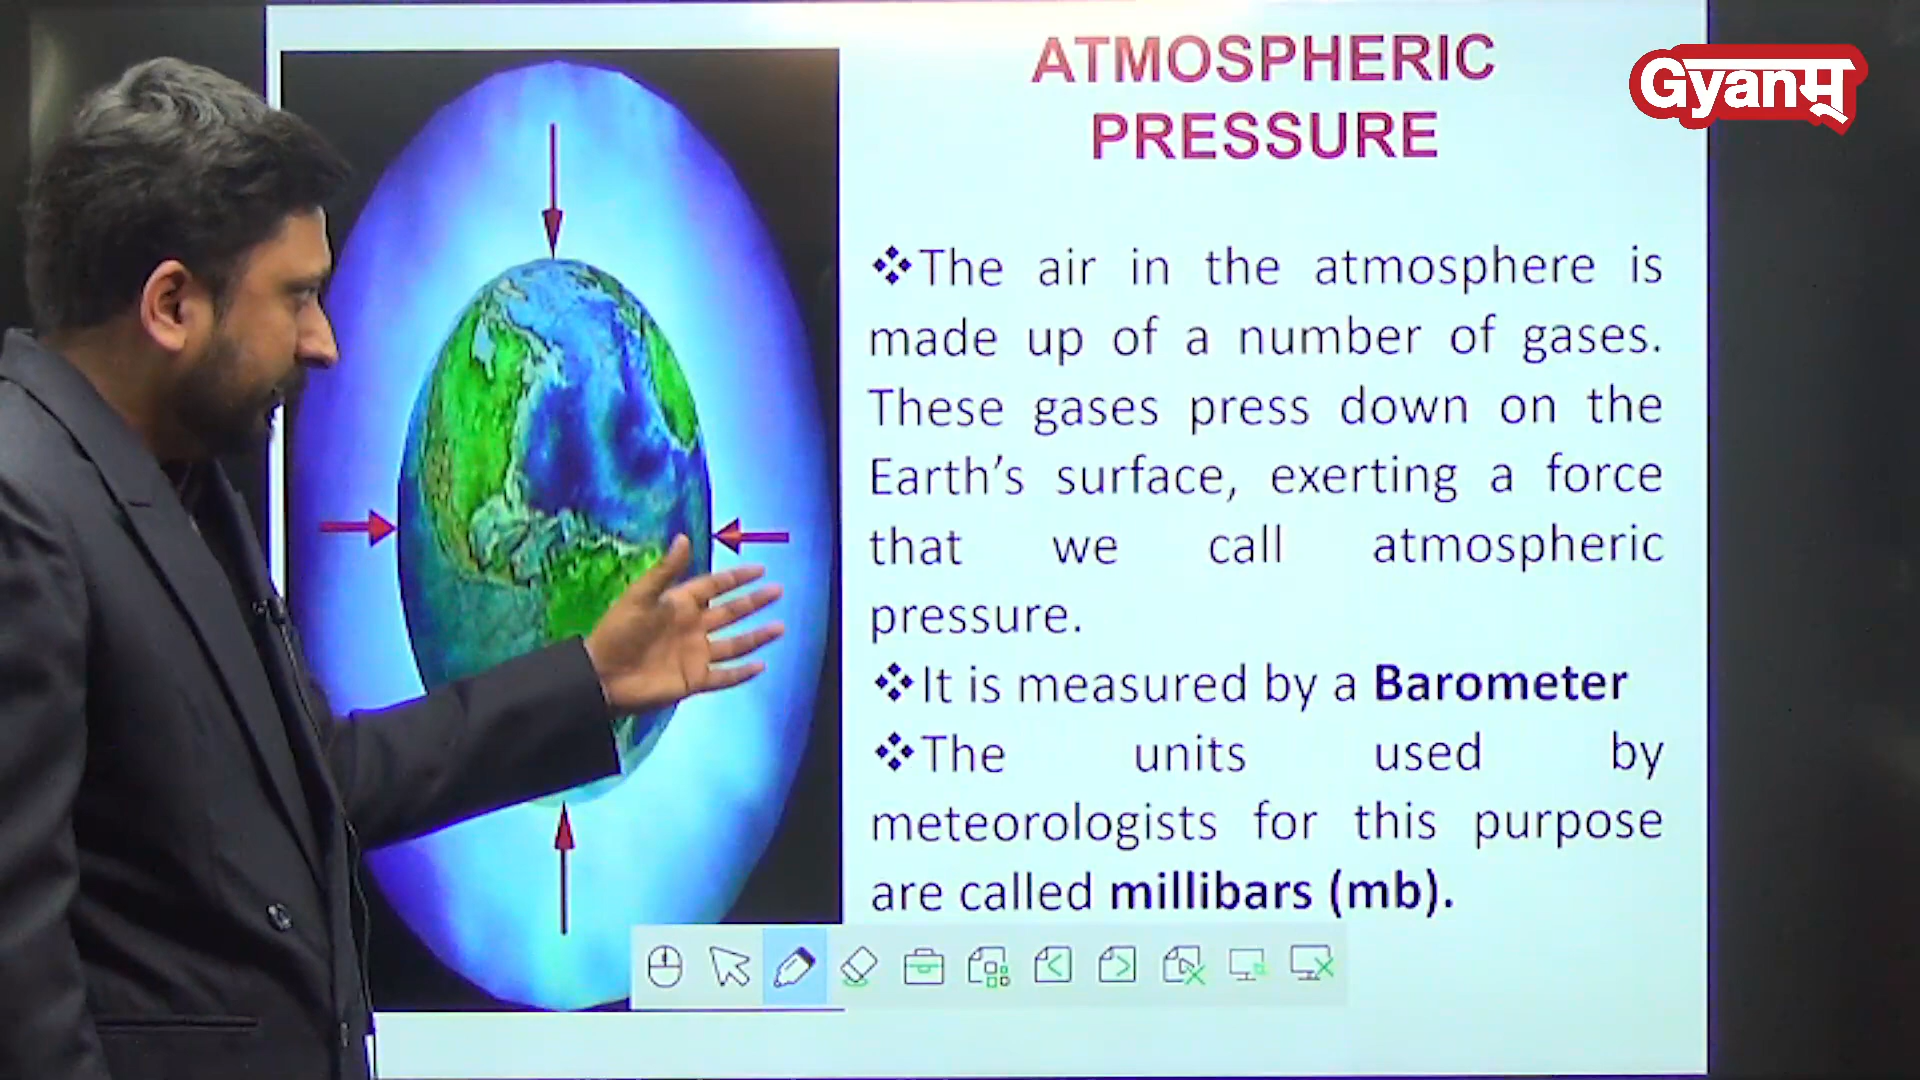 ATMOSPHERIC
PRESSURE
Gyanम्
❖The air in the atmosphere is
made up of a number of gases.
These gases press down on the
Earth’s surface, exerting a force
that we call atmospheric
pressure.
❖It is measured by a Barometer
❖The units used by
meteorologists for this purpose
are called millibars (mb).